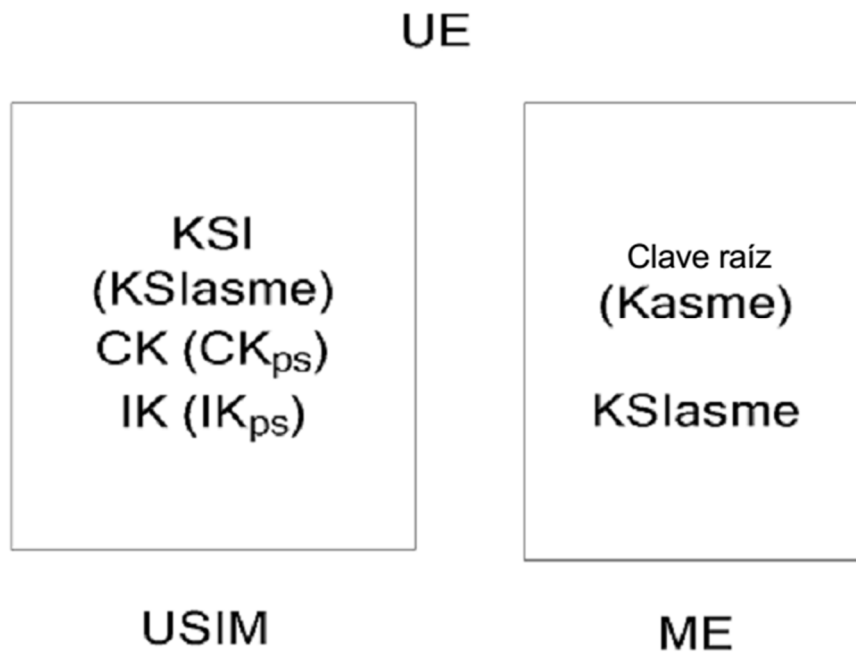 UE
KSI
(KSIasme)
CK (CKps)
IK (IKps)
USIM
Clave raíz
(Kasme)
KSIasme
ME